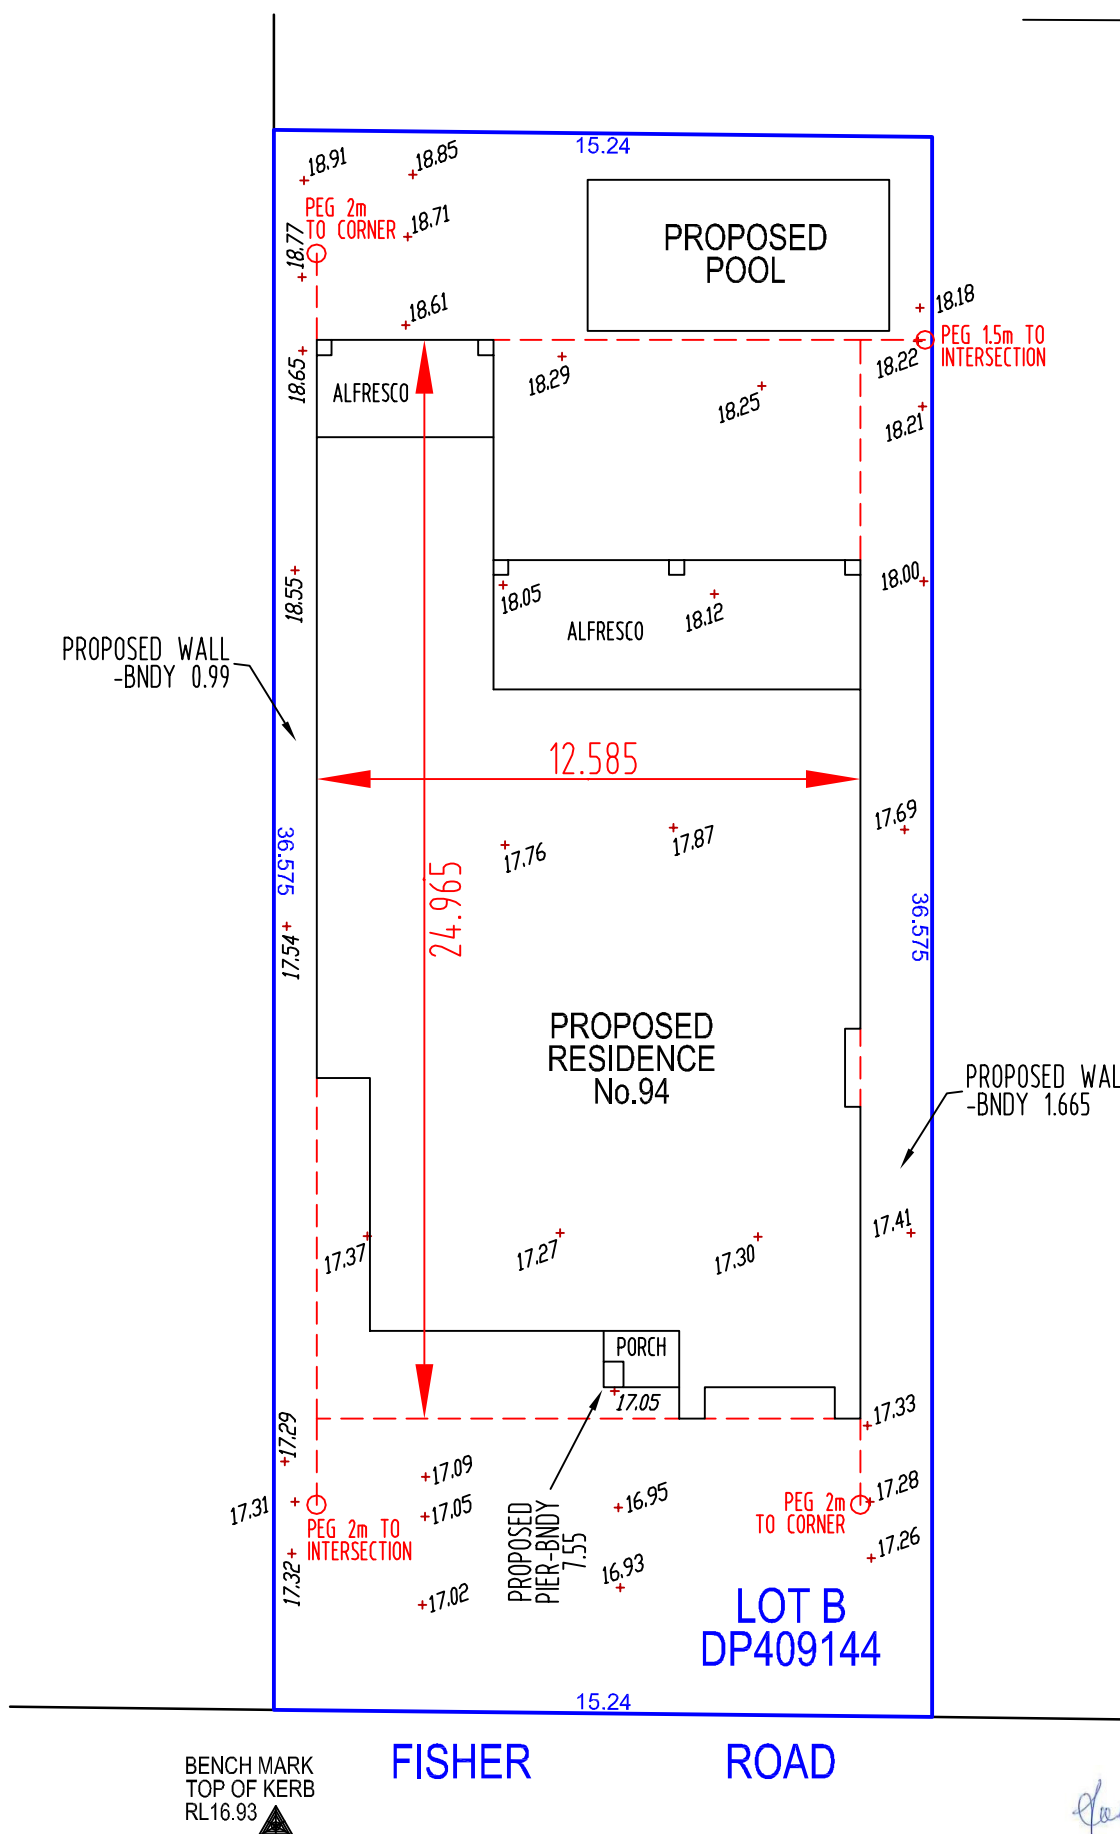 15.24
18.91
18.85
PEG 2m
TO CORNER
18.71
18.77
PROPOSED
POOL
18.61
18.18
PEG 1.5m TO
INTERSECTION
18.22
18.65
ALFRESCO
18.29
18.25
18.21
18.55
18.05
18.12
18.00
ALFRESCO
PROPOSED WALL
-BNDY 0.99
12.585
17.69
17.76
17.87
36.575
24.965
36.575
17.54
PROPOSED
RESIDENCE
No.94
PROPOSED WAL
-BNDY 1.665
17.41
17.37
17.27
17.30
PORCH
17.05
17.33
17.29
17.09
17.31
17.05
16.95
17.28
PEG 2m TO
INTERSECTION
PROPOSED
PIER-BNDY
7.55
PEG 2m
TO CORNER
17.26
17.32
17.02
16.93
LOT B
DP409144
15.24
FISHER ROAD
BENCH MARK
TOP OF KERB
RL16.93